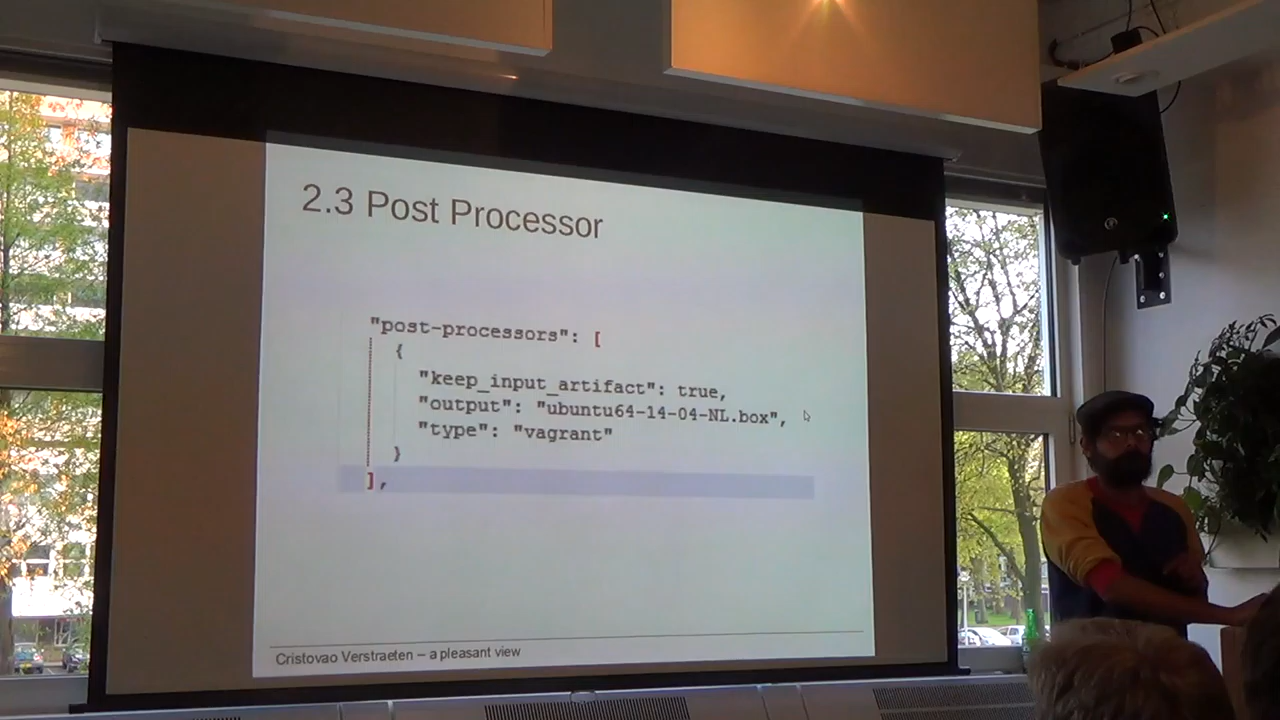 2.3 Post Processor
"post-processors": [
{
"keep_input_artifact": true,
"output": "ubuntu64-14-04-NL.box",
"type": "vagrant"
}
],
Cristovao Verstraeten – a pleasant view